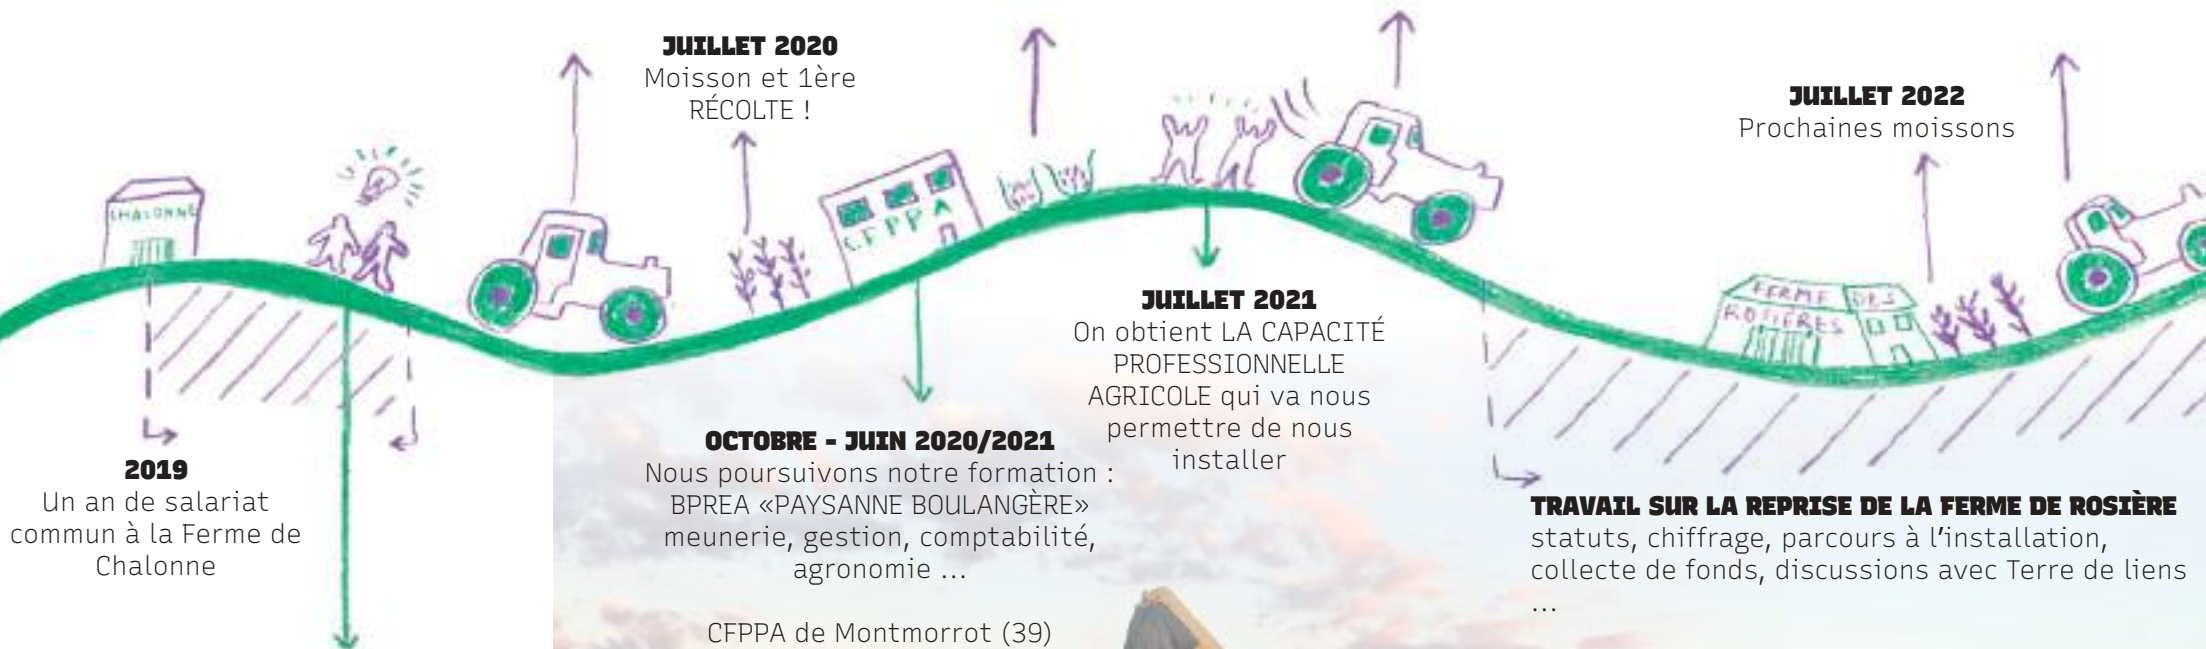 JUILLET 2020
Moisson et 1ère
RÉCOLTE !
JUILLET 2022
Prochaines moissons
CHALONNE
CFPPA
FERME DES
ROSIÈRES
JUILLET 2021
On obtient LA CAPACITÉ
PROFESSIONNELLE
AGRICOLE qui va nous
permettre de nous
installer
2019
Un an de salariat
commun à la Ferme de
Chalonne
OCTOBRE - JUIN 2020/2021
Nous poursuivons notre formation :
BPREA «PAYSANNE BOULANGÈRE»
meunerie, gestion, comptabilité,
agronomie ...
CFPPA de Montmorrot (39)
TRAVAIL SUR LA REPRISE DE LA FERME DE ROSIÈRE
statuts, chiffrage, parcours à l'installation,
collecte de fonds, discussions avec Terre de liens
...